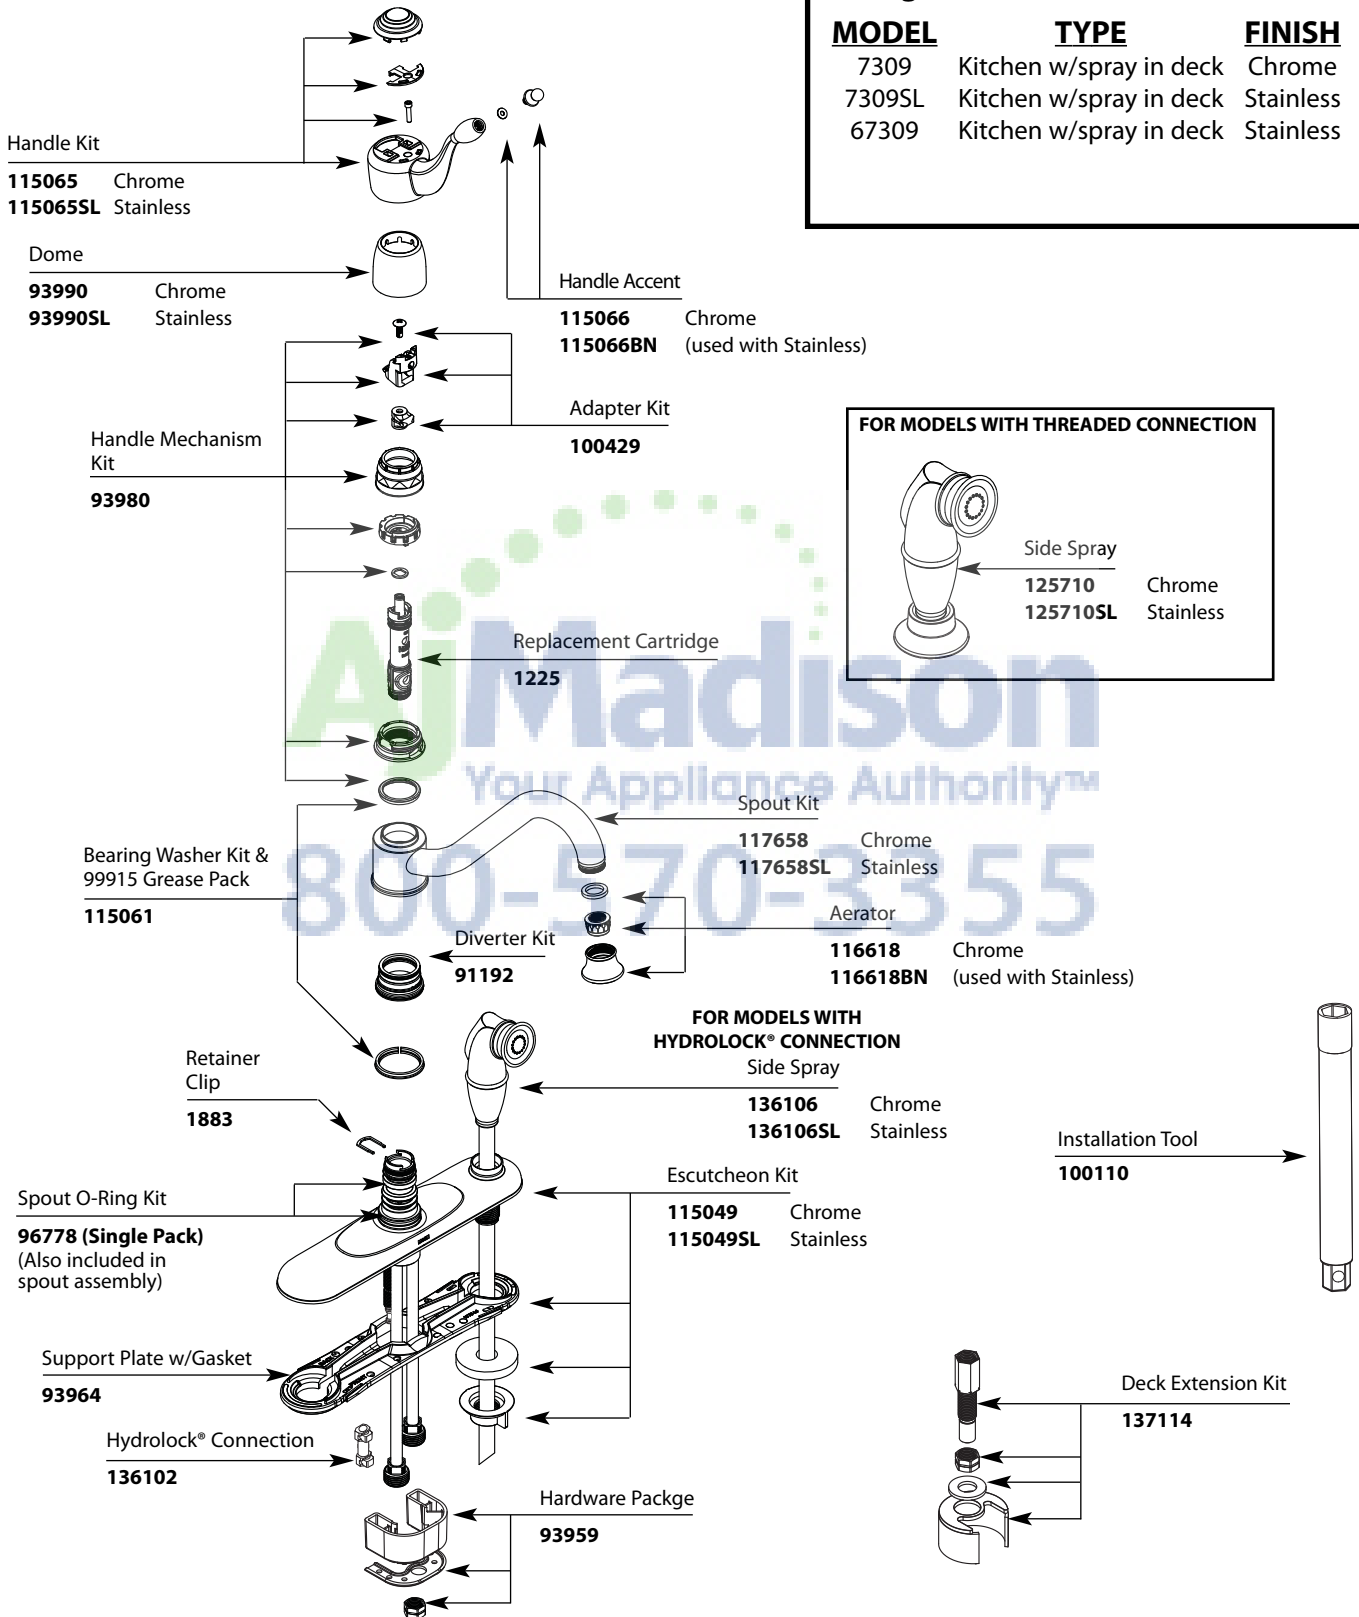 MODEL TYPE FINISH
7309 Kitchen w/spray in deck Chrome
7309SL Kitchen w/spray in deck Stainless
67309 Kitchen w/spray in deck Stainless
Handle Kit
115065 Chrome
115065SL Stainless
Dome
93990 Chrome
93990SL Stainless
Handle Accent
115066 Chrome
115066BN (used with Stainless)
Adapter Kit
100429
Handle Mechanism
Kit
93980
FOR MODELS WITH THREADED CONNECTION
Side Spray
125710 Chrome
125710SL Stainless
Replacement Cartridge
1225
AjMadison
Your Appliance Authority™
800-570-3355
Spout Kit
117658 Chrome
117658SL Stainless
Bearing Washer Kit &
99915 Grease Pack
115061
Aerator
116618 Chrome
116618BN (used with Stainless)
Diverter Kit
91192
FOR MODELS WITH
HYDROLOCK® CONNECTION
Side Spray
136106 Chrome
136106SL Stainless
Retainer
Clip
1883
Installation Tool
100110
Escutcheon Kit
115049 Chrome
115049SL Stainless
Spout O-Ring Kit
96778 (Single Pack)
(Also included in
spout assembly)
Support Plate w/Gasket
93964
Deck Extension Kit
137114
Hydrolock® Connection
136102
Hardware Packge
93959